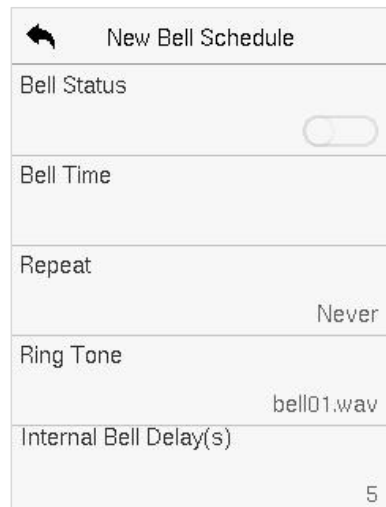 New Bell Schedule
Bell Status
Bell Time
Repeat
Never
Ring Tone
bell01.wav
Internal Bell Delay(s)
5